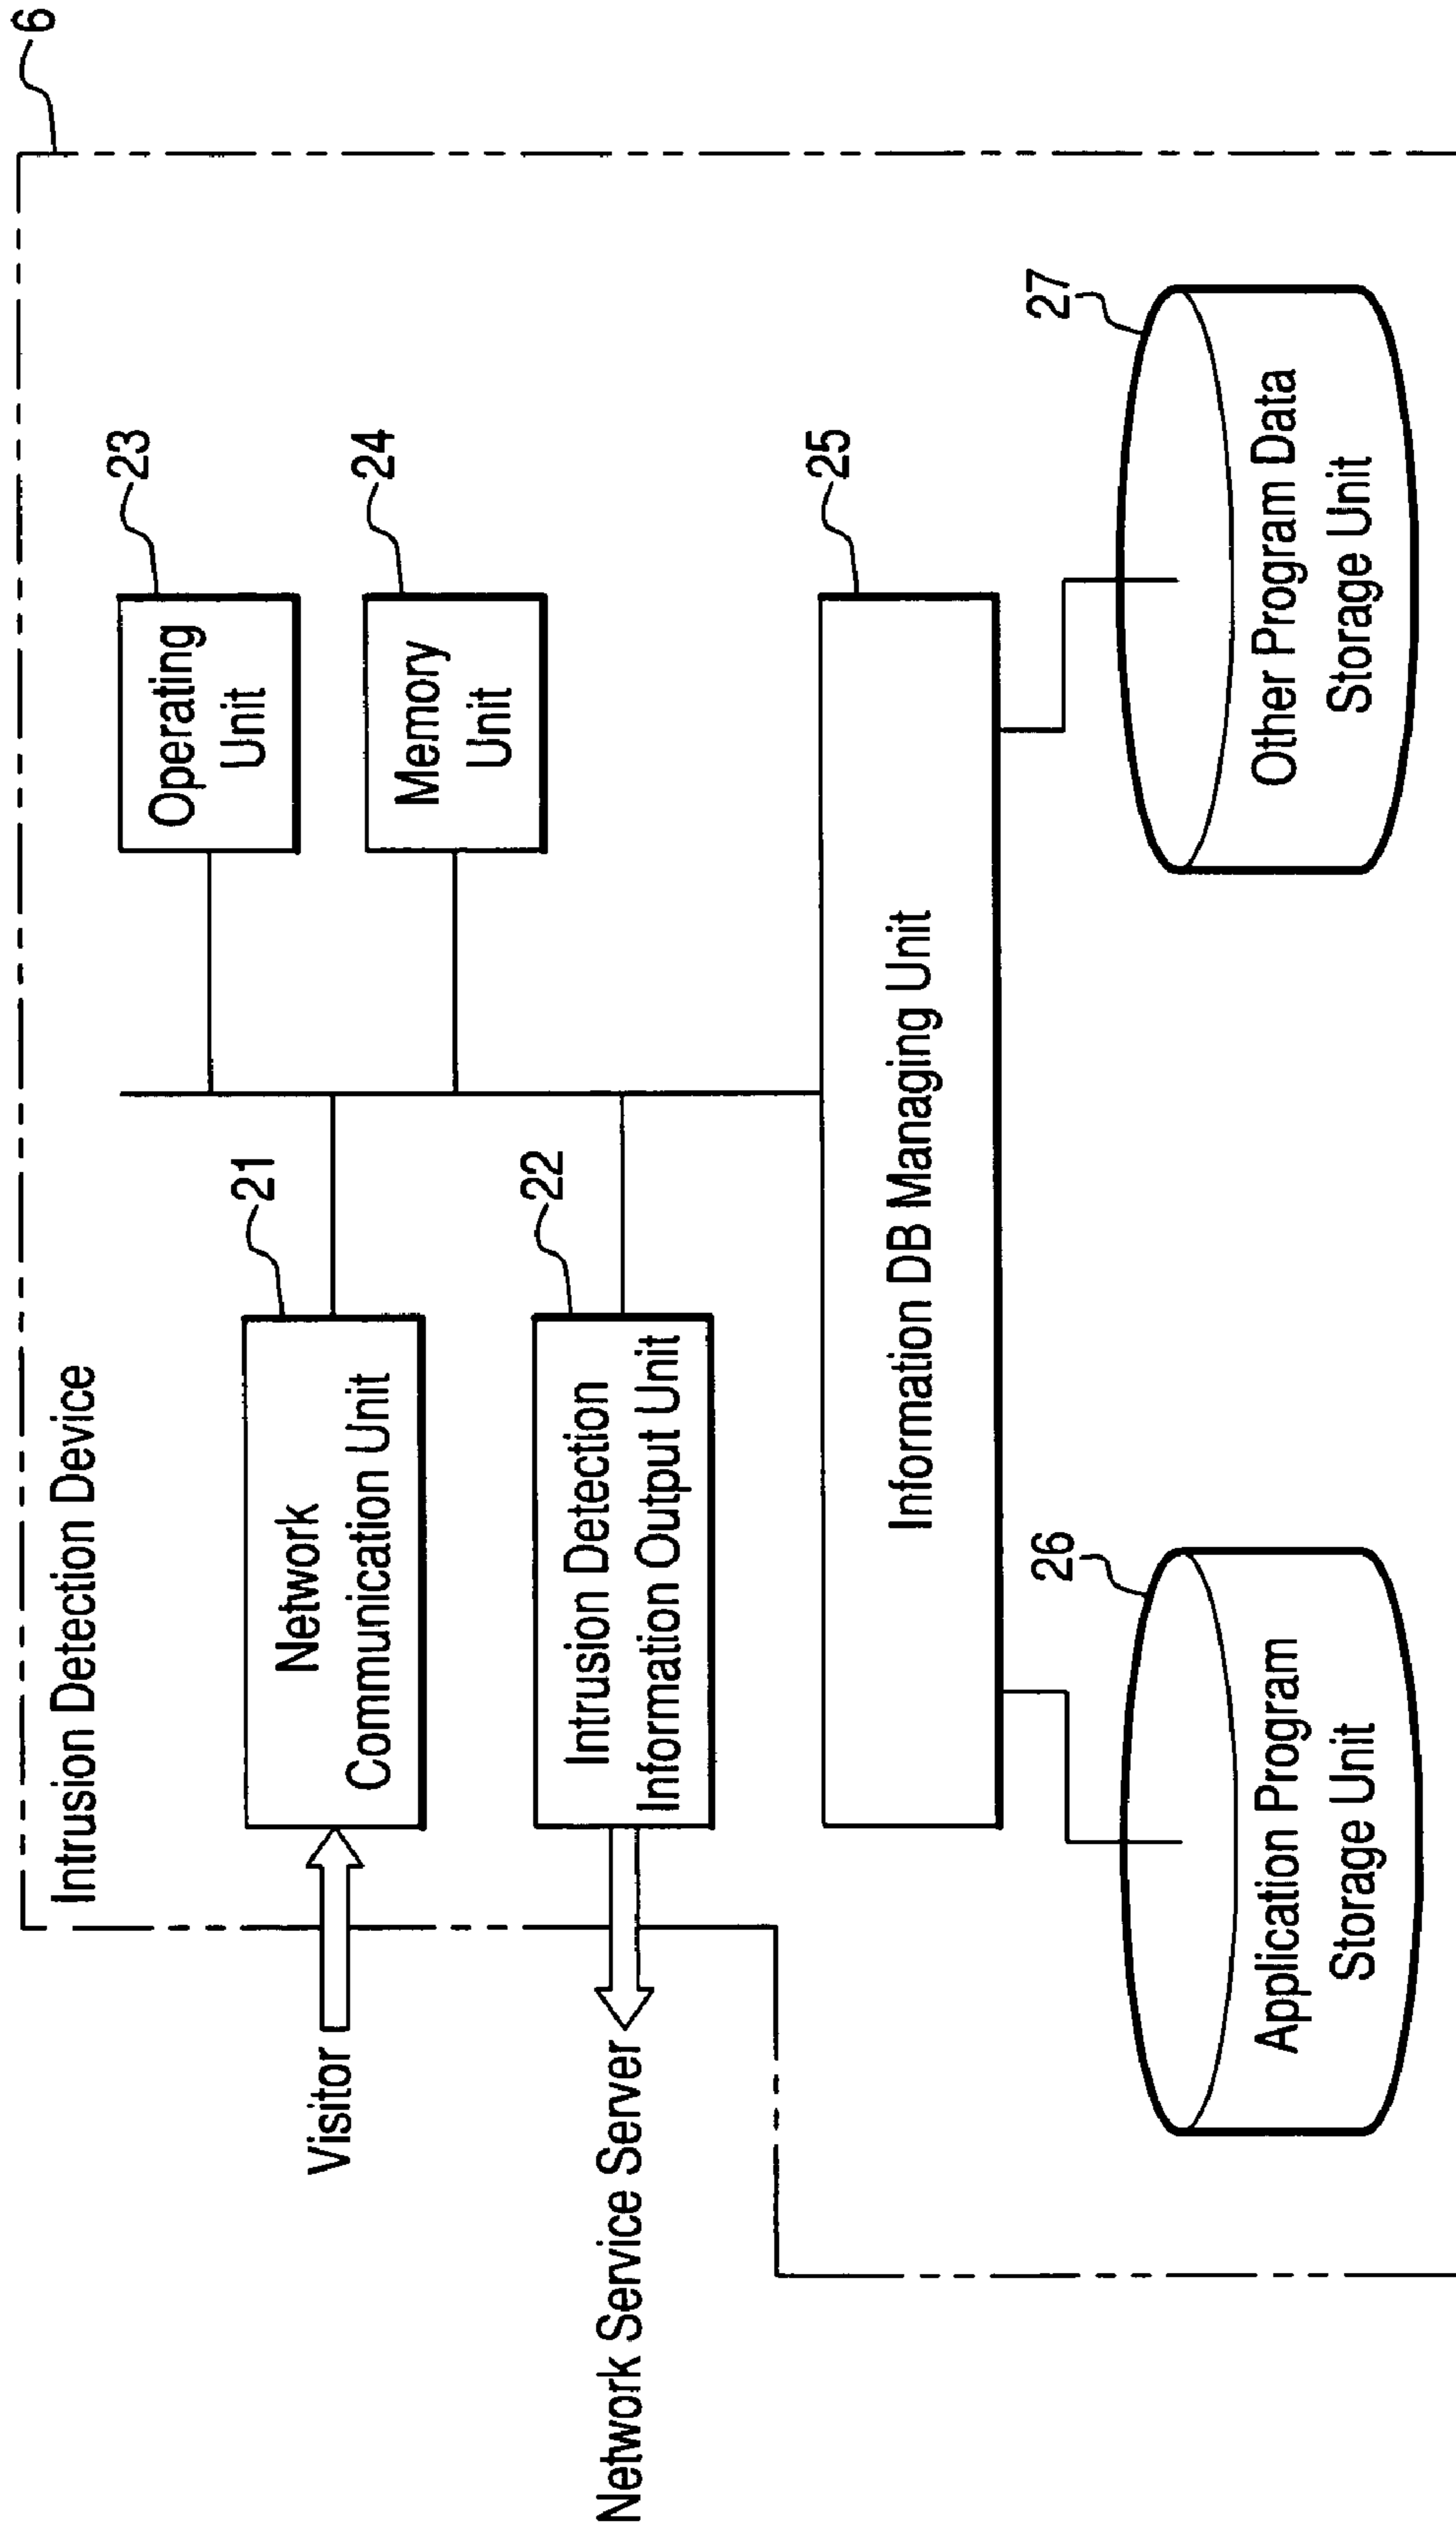 6
Intrusion Detection Device
23
Operating
Unit
21
Network
Communication Unit
Visitor
24
Memory
Unit
22
Intrusion Detection
Information Output Unit
Network Service Server
25
Information DB Managing Unit
26
Application Program
Storage Unit
27
Other Program Data
Storage Unit